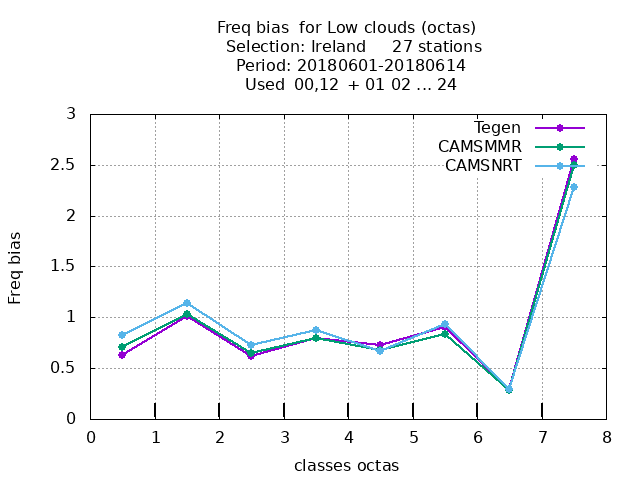 Freq bias  for Low clouds (octas)
Selection: Ireland     27 stations
Period: 20180601-20180614
Used  00,12  + 01 02 ... 24
Tegen
CAMSMMR
CAMSNRT
3
2.5
2
1.5
1
0.5
0
Freq bias
0 1 2 3 4 5 6 7 8
classes octas